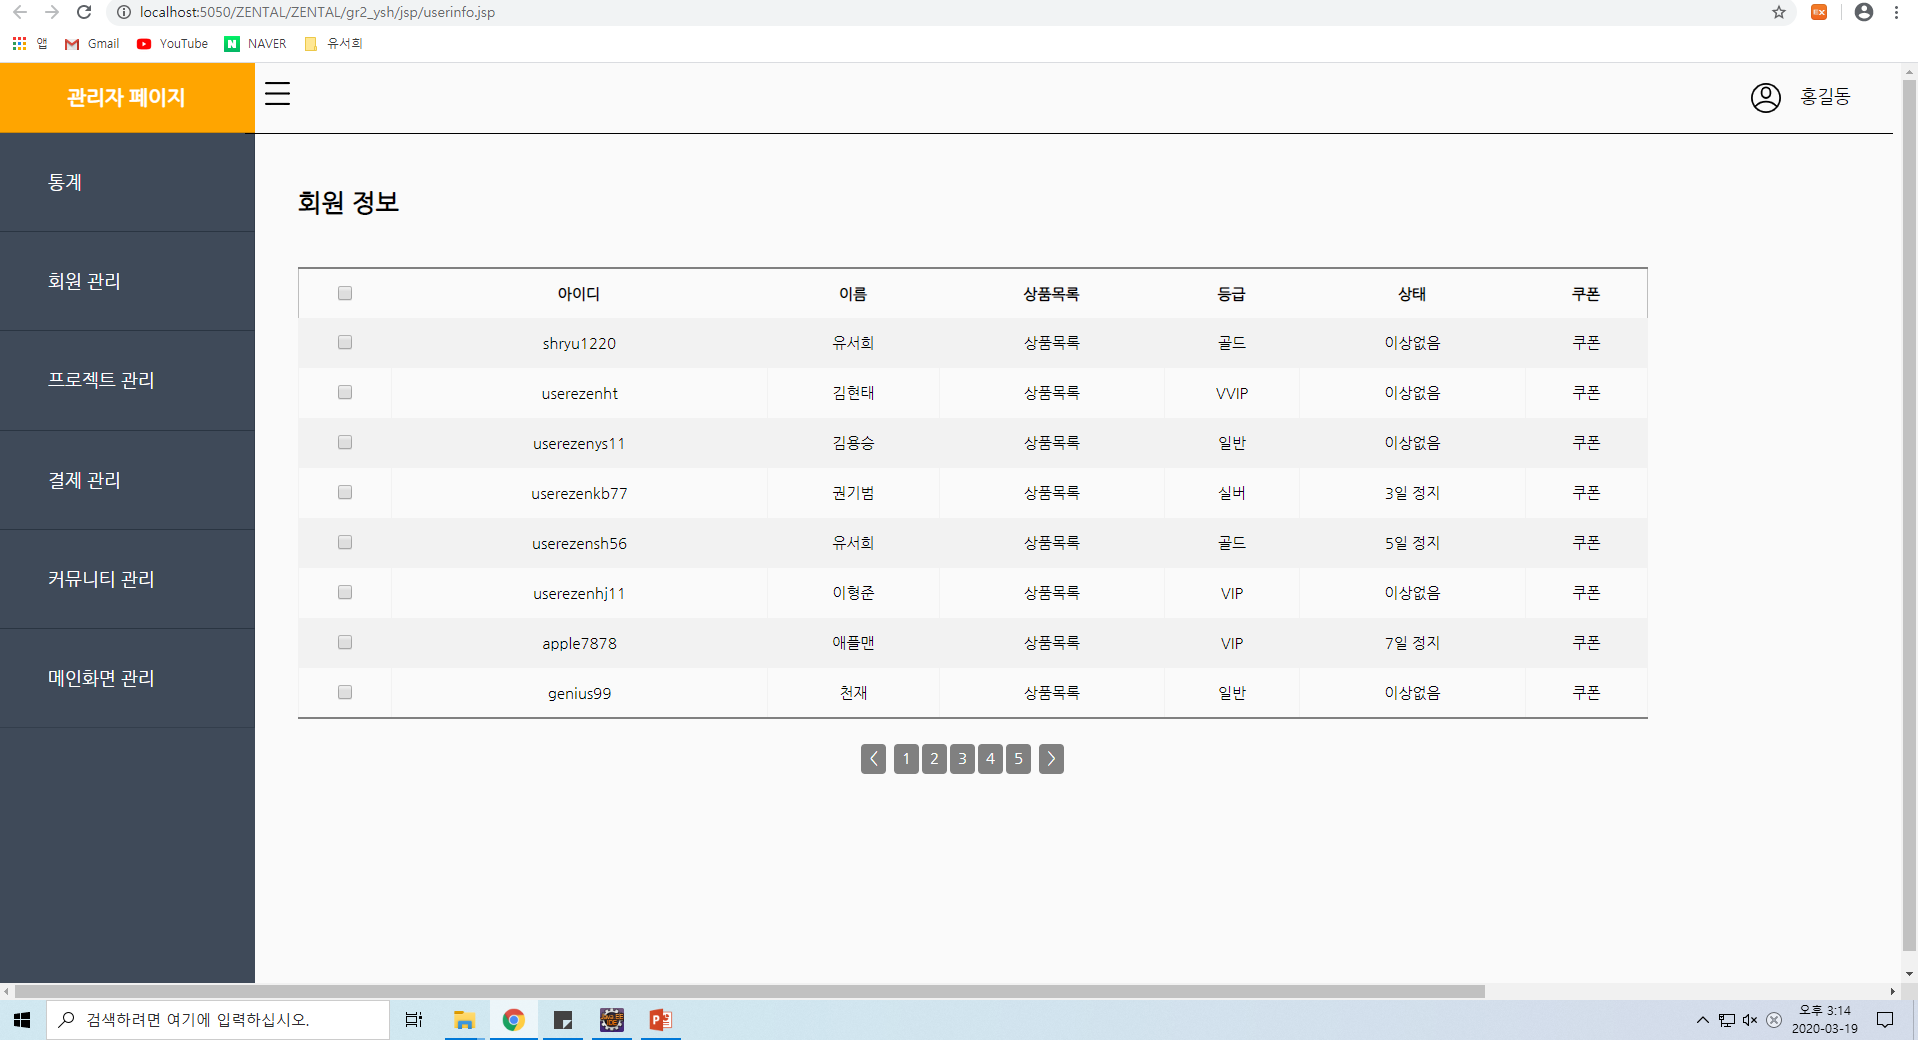 localhost:5050/ZENTAL/ZENTAL/gr2_ysh/jsp/userinfo.jsp
앱 Gmail YouTube NAVER 유서희
관리자 페이지
홍길동
통계
회원 관리
프로젝트 관리
결제 관리
커뮤니티 관리
메인화면 관리
회원 정보
아이디 이름 상품목록 등급 상태 쿠폰
shryu1220 유서희 상품목록 골드 이상없음 쿠폰
userezenht 김현태 상품목록 VVIP 이상없음 쿠폰
userezenys11 김용승 상품목록 일반 이상없음 쿠폰
userezenkb77 권기범 상품목록 실버 3일 정지 쿠폰
userezensh56 유서희 상품목록 골드 5일 정지 쿠폰
userezenhj11 이형준 상품목록 VIP 이상없음 쿠폰
apple7878 애플맨 상품목록 VIP 7일 정지 쿠폰
genius99 천재 상품목록 일반 이상없음 쿠폰
< 1 2 3 4 5 >
검색하려면 여기에 입력하십시오.
오후 3:14
2020-03-19